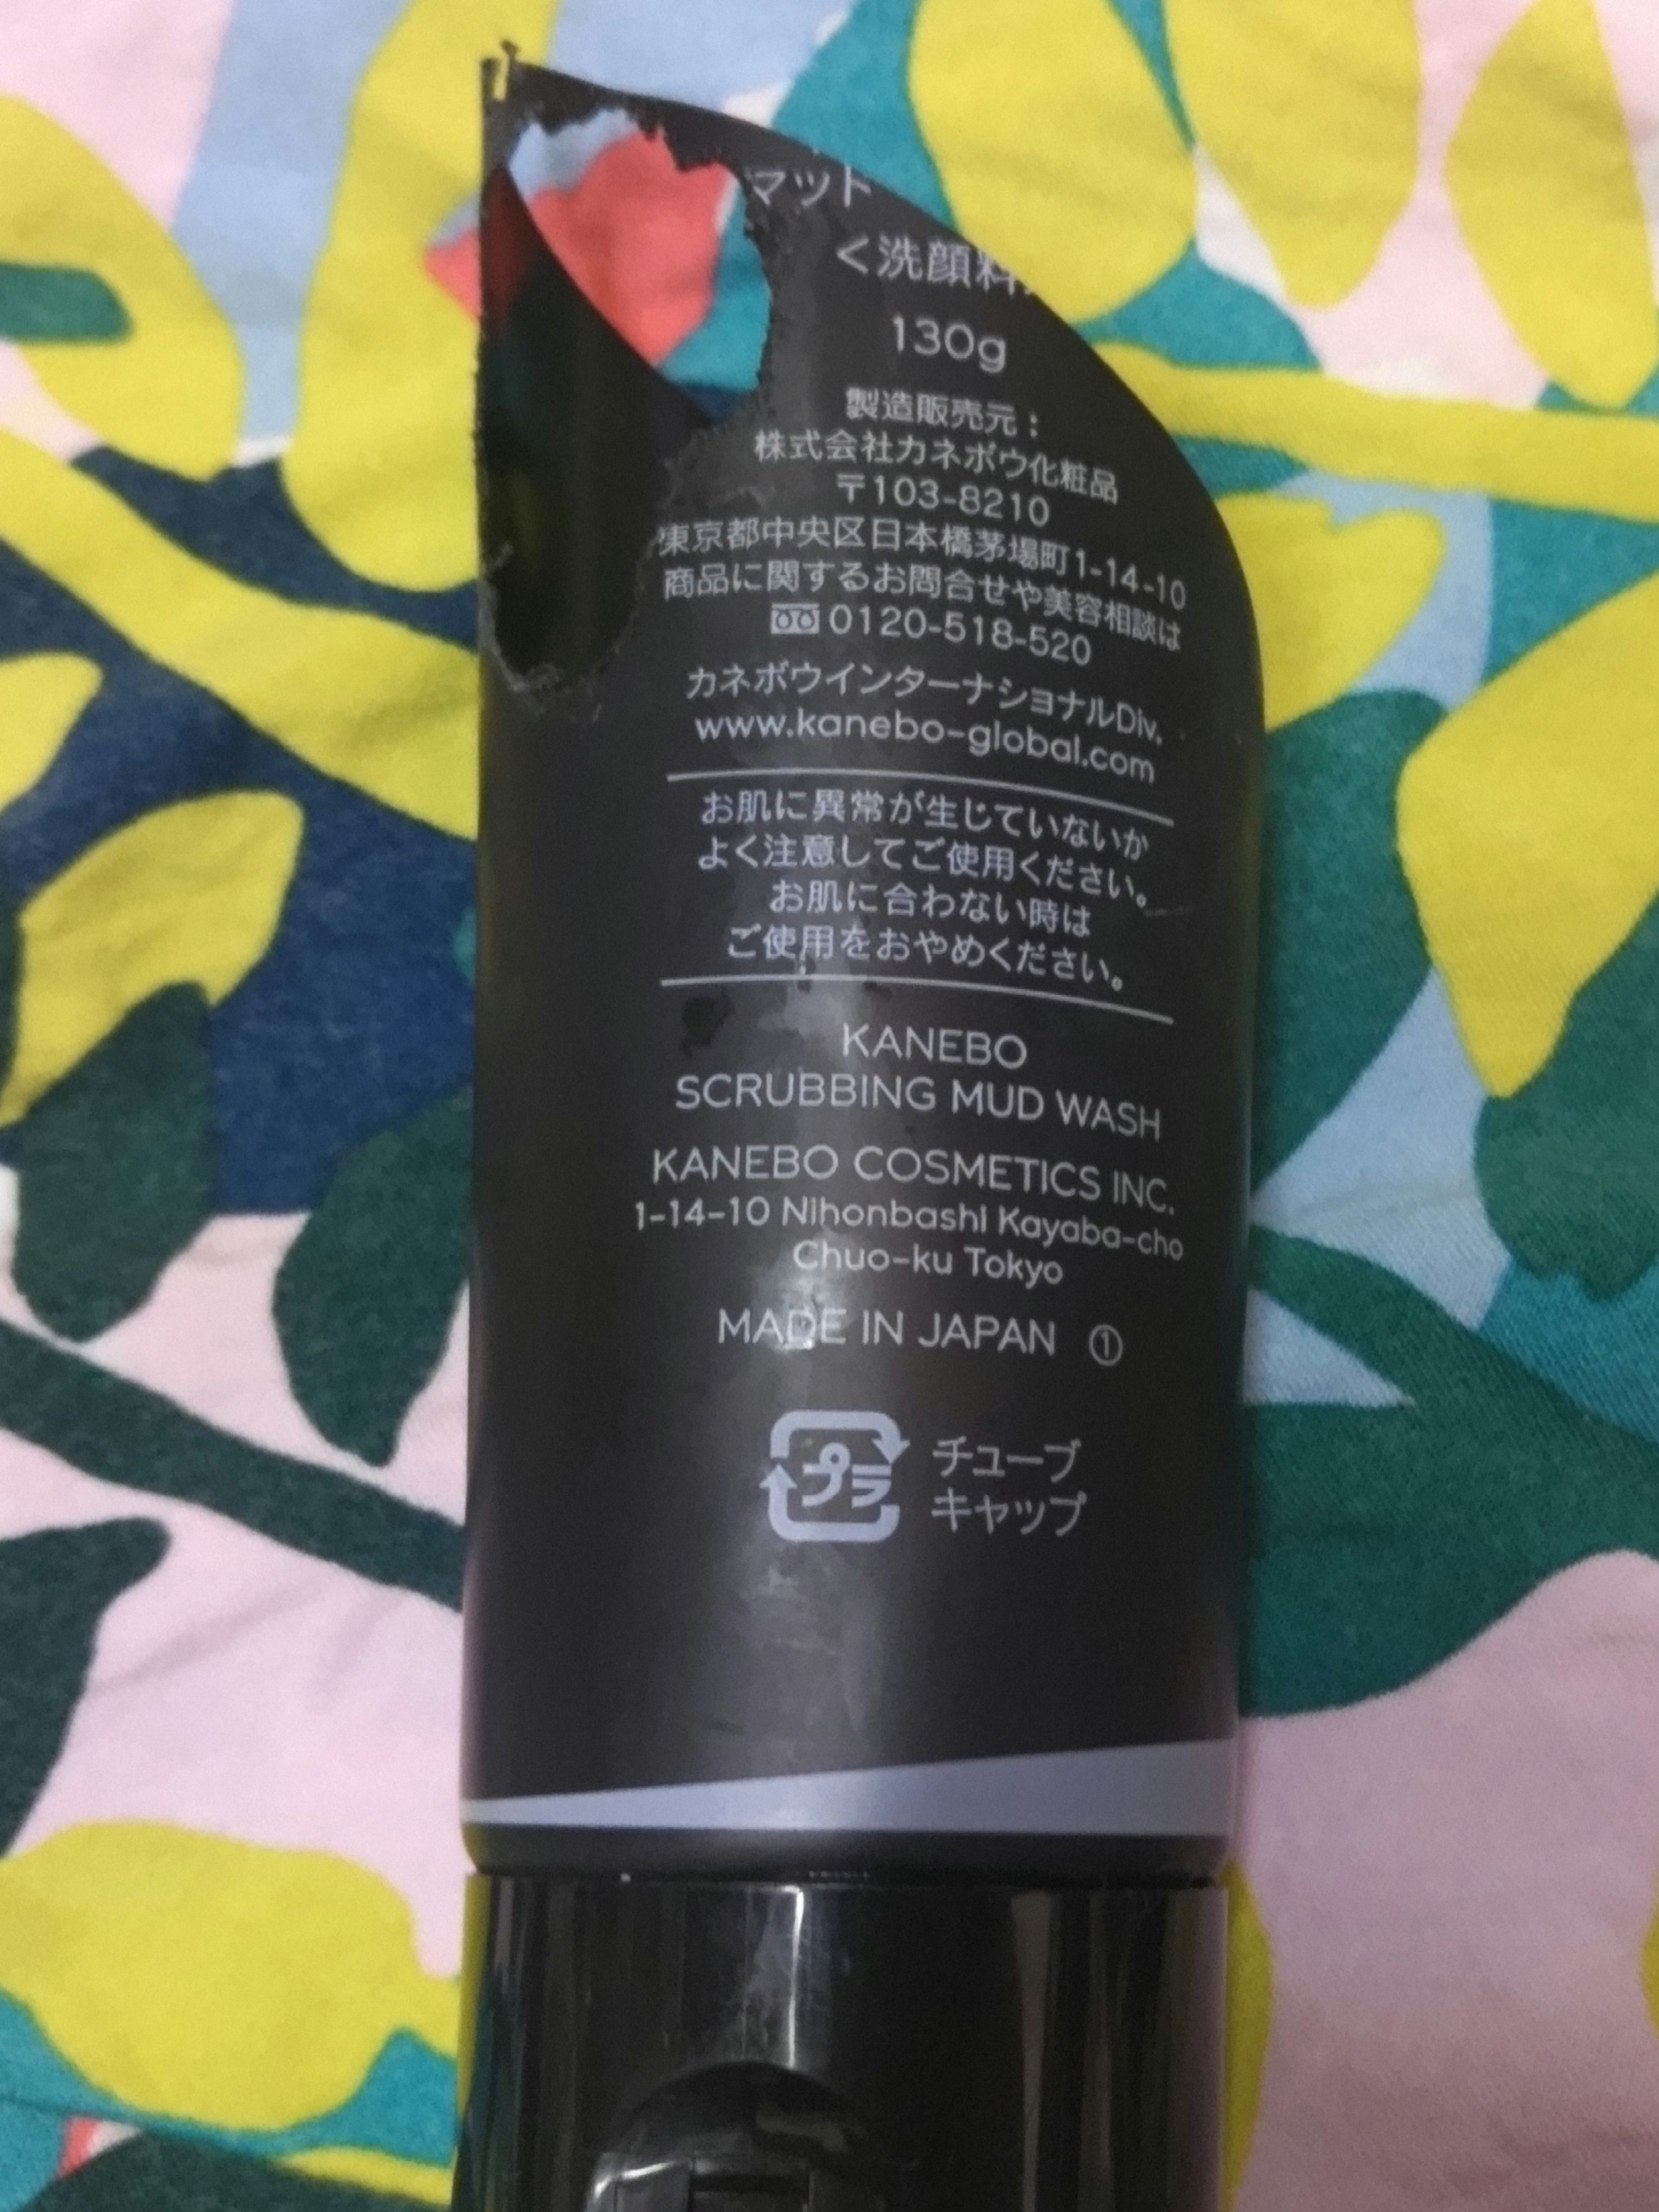 マット
<洗顔料
130g
製造販売元：
株式会社カネボウ化粧品
〒103-8210
東京都中央区日本橋茅場町1-14-10
商品に関するお問合せや美容相談は
0120-518-520
カネボウインターナショナルDiv.
www.kanebo-global.com
お肌に異常が生じていないか
よく注意してご使用ください。
お肌に合わない時は
ご使用をおやめください。
KANEBO
SCRUBBING MUD WASH
KANEBO COSMETICS INC.
1-14-10 Nihonbashi Kayaba-cho
Chuo-ku Tokyo
MADE IN JAPAN ①
プラ チューブ
キャップ